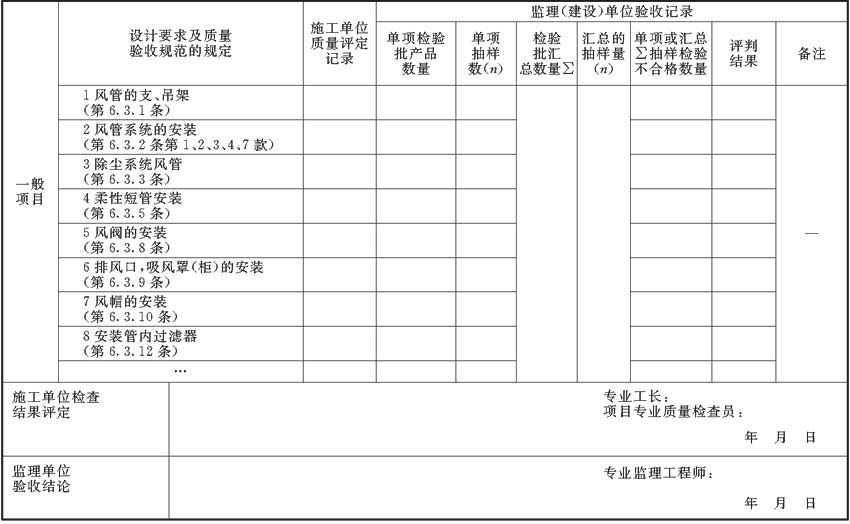 设计要求及质量
验收规范的规定
施工单位
质量评定
记录
监理(建设)单位验收记录
单项检验
批产品
数量
单项
抽样
数(n)
检验
批汇
总数量∑
汇总的
抽样量
(n)
单项或汇总
∑抽样检验
不合格数量
评判
结果
备注
一般
项目
1 风管的支、吊架
(第 6.3.1 条)
2 风管系统的安装
(第 6.3.2 条第 1、2、3、4、7 款)
3 除尘系统风管
(第 6.3.3 条)
4 柔性短管安装
(第 6.3.5 条)
5 风阀的安装
(第 6.3.8 条)
6 排风口,吸风罩(柜)的安装
(第 6.3.9 条)
7 风帽的安装
(第 6.3.10 条)
8 安装管内过滤器
(第 6.3.12 条)
…
—
施工单位检查
结果评定
专业工长:
项目专业质量检查员:
年 月 日
监理单位
验收结论
专业监理工程师:
年 月 日